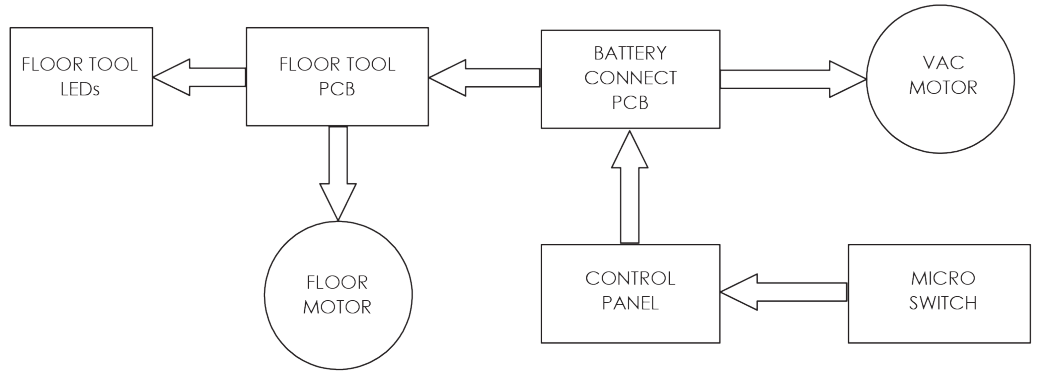 FLOOR TOOL
LEDs
FLOOR TOOL
PCB
BATTERY
CONNECT
PCB
VAC
MOTOR
FLOOR
MOTOR
CONTROL
PANEL
MICRO
SWITCH